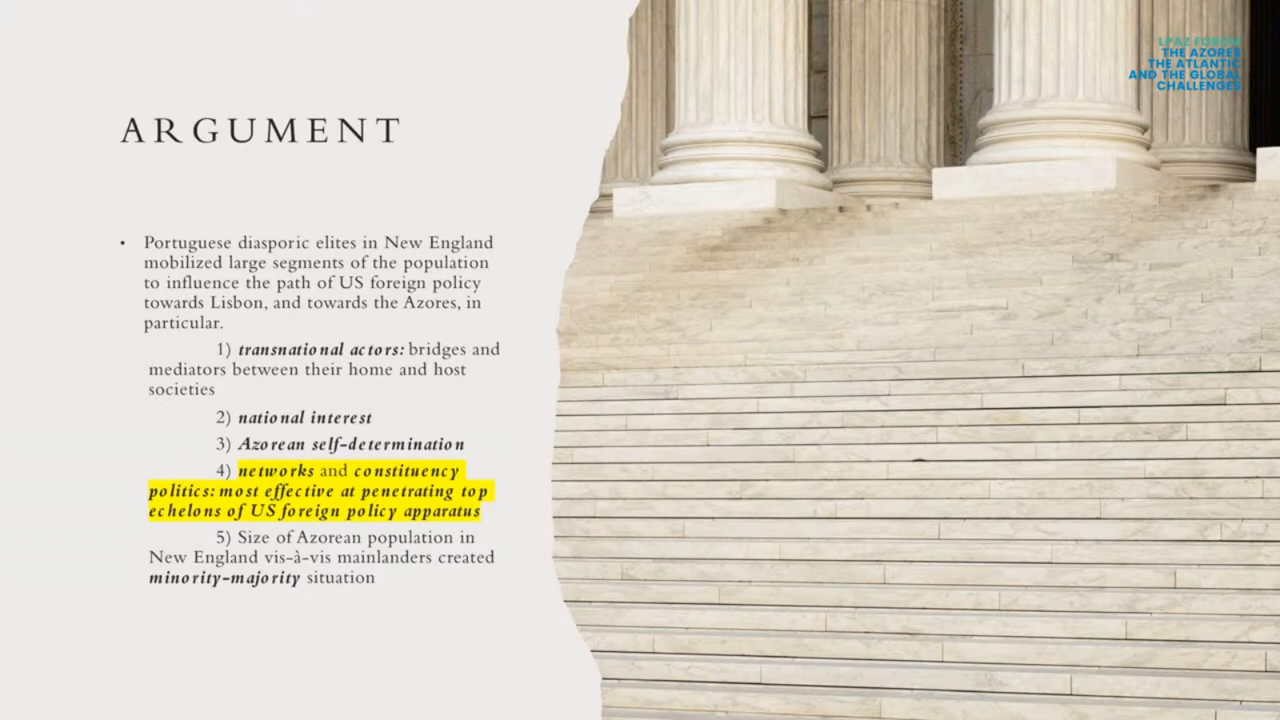 LPAZ FORUM
THE AZORES
THE ATLANTIC
AND THE GLOBAL
CHALLENGES
ARGUMENT
• Portuguese diasporic elites in New England
mobilized large segments of the population
to influence the path of US foreign policy
towards Lisbon, and towards the Azores, in
particular.
1) transnational actors: bridges and
mediators between their home and host
societies
2) national interest
3) Azorean self-determination
4) networks and constituency
politics: most effective at penetrating top
echelons of US foreign policy apparatus
5) Size of Azorean population in
New England vis-à-vis mainlanders created
minority-majority situation